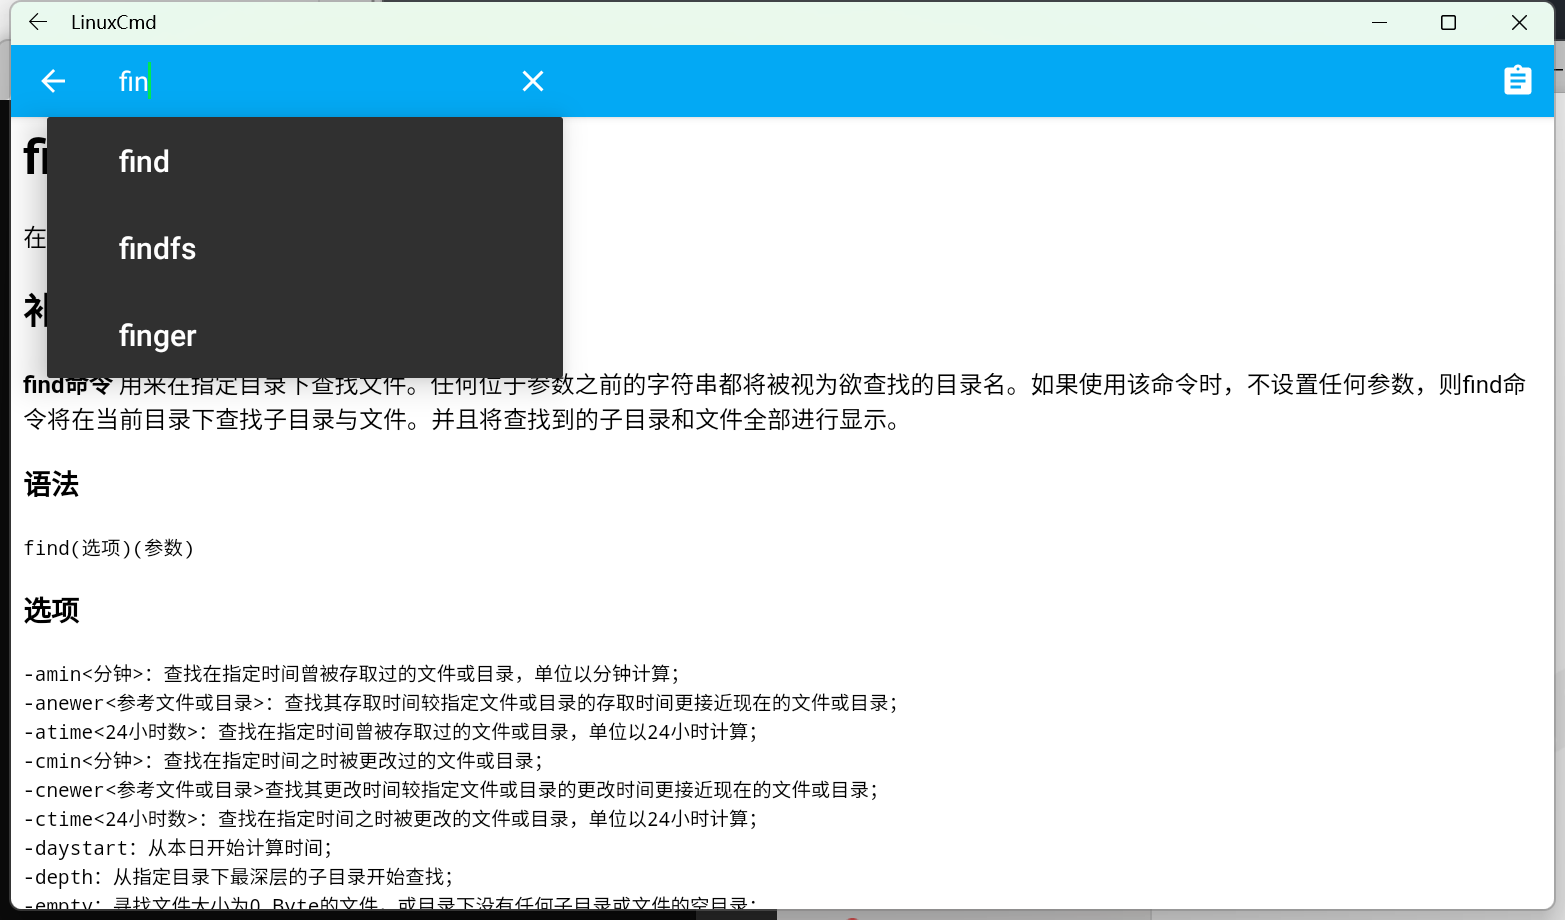 LinuxCmd
fin
find
findfs
finger
在
find命令 用来在指定目录下查找文件。任何位于参数之前的字符串都将被视为欲查找的目录名。如果使用该命令时，不设置任何参数，则find命
令将在当前目录下查找子目录与文件。并且将查找到的子目录和文件全部进行显示。
语法
find(选项)(参数)
选项
-amin<分钟>：查找在指定时间曾被存取过的文件或目录，单位以分钟计算；
-anewer<参考文件或目录>：查找其存取时间较指定文件或目录的存取时间更接近现在的文件或目录；
-atime<24小时数>：查找在指定时间曾被存取过的文件或目录，单位以24小时计算；
-cmin<分钟>：查找在指定时间之时被更改过的文件或目录；
-cnewer<参考文件或目录>查找其更改时间较指定文件或目录的更改时间更接近现在的文件或目录；
-ctime<24小时数>：查找在指定时间之时被更改的文件或目录，单位以24小时计算；
-daystart：从本日开始计算时间；
-depth：从指定目录下最深层的子目录开始查找；
-empty：寻找文件大小为0 Byte的文件，或目录下没有任何子目录或文件的空目录；